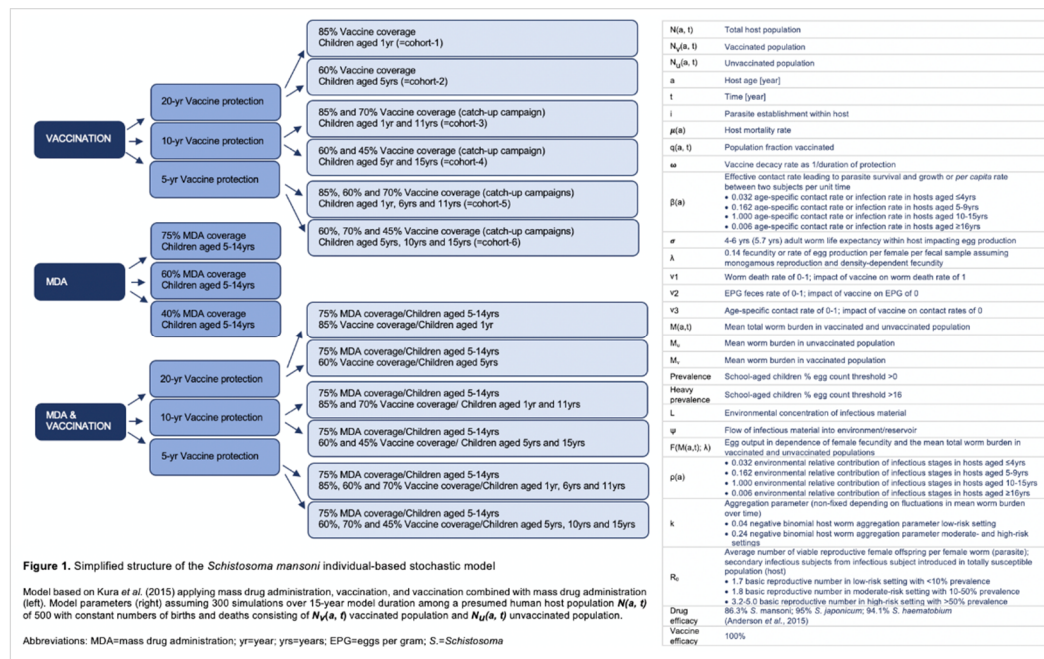 VACCINATION
20-yr Vaccine protection
10-yr Vaccine protection
5-yr Vaccine protection
85% Vaccine coverage
Children aged 1yr (=cohort-1)
60% Vaccine coverage
Children aged 5yrs (=cohort-2)
85% and 70% Vaccine coverage (catch-up campaign)
Children aged 1yr and 11yrs (=cohort-3)
60% and 45% Vaccine coverage (catch-up campaign)
Children aged 5yr and 15yrs (=cohort-4)
85%, 60% and 70% Vaccine coverage (catch-up campaigns)
Children aged 1yr, 6yrs and 11yrs (=cohort-5)
60%, 70% and 45% Vaccine coverage (catch-up campaigns)
Children aged 5yrs, 10yrs and 15yrs (=cohort-6)
MDA
75% MDA coverage
Children aged 5-14yrs
60% MDA coverage
Children aged 5-14yrs
40% MDA coverage
Children aged 5-14yrs
MDA &
VACCINATION
20-yr Vaccine protection
10-yr Vaccine protection
5-yr Vaccine protection
75% MDA coverage/Children aged 5-14yrs
85% Vaccine coverage/Children aged 1yr
75% MDA coverage/Children aged 5-14yrs
60% Vaccine coverage/Children aged 5yrs
75% MDA coverage/Children aged 5-14yrs
85% and 70% Vaccine coverage/ Children aged 1yr and 11yrs
75% MDA coverage/Children aged 5-14yrs
60% and 45% Vaccine coverage/ Children aged 5yrs and 15yrs
75% MDA coverage/Children aged 5-14yrs
85%, 60% and 70% Vaccine coverage/Children aged 1yr, 6yrs and 11yrs
75% MDA coverage/Children aged 5-14yrs
60%, 70% and 45% Vaccine coverage/Children aged 5yrs, 10yrs and 15yrs
Figure 1. Simplified structure of the Schistosoma mansoni individual-based stochastic model
Model based on Kura et al. (2015) applying mass drug administration, vaccination, and vaccination combined with mass drug administration
(left). Model parameters (right) assuming 300 simulations over 15-year model duration among a presumed human host population N(a, t)
of 500 with constant numbers of births and deaths consisting of Nv(a, t) vaccinated population and Nu(a, t) unvaccinated population.
Abbreviations: MDA=mass drug administration; yr=year; yrs=years; EPG=eggs per gram; S.=Schistosoma
N(a, t) Total host population
Nv(a, t) Vaccinated population
Nu(a, t) Unvaccinated population
a Host age [year]
t Time [year]
i Parasite establishment within host
μ(a) Host mortality rate
q(a, t) Population fraction vaccinated
ω Vaccine decacy rate as 1/duration of protection
Effective contact rate leading to parasite survival and growth or per capita rate
between two subjects per unit time
β(a) • 0.032 age-specific contact rate or infection rate in hosts aged ≤4yrs
• 0.162 age-specific contact rate or infection rate in hosts aged 5-9yrs
• 1.000 age-specific contact rate or infection rate in hosts aged 10-15yrs
• 0.006 age-specific contact rate or infection rate in hosts aged ≥16yrs
σ 4-6 yrs (5.7 yrs) adult worm life expectancy within host impacting egg production
λ 0.14 fecundity or rate of egg production per female per fecal sample assuming
monogamous reproduction and density-dependent fecundity
v1 Worm death rate of 0-1; impact of vaccine on worm death rate of 1
v2 EPG feces rate of 0-1; impact of vaccine on EPG of 0
v3 Age-specific contact rate of 0-1; impact of vaccine on contact rates of 0
M(a,t) Mean total worm burden in vaccinated and unvaccinated population
Mu Mean worm burden in unvaccinated population
Mv Mean worm burden in vaccinated population
Prevalence School-aged children % egg count threshold >0
Heavy
prevalence School-aged children % egg count threshold >16
L Environmental concentration of infectious material
ψ Flow of infectious material into environment/reservoir
F(M(a,t); λ) Egg output in dependence of female fecundity and the mean total worm burden in
vaccinated and unvaccinated populations
• 0.032 environmental relative contribution of infectious stages in hosts aged ≤4yrs
ρ(a) • 0.162 environmental relative contribution of infectious stages in hosts aged 5-9yrs
• 1.000 environmental relative contribution of infectious stages in hosts aged 10-15yrs
• 0.006 environmental relative contribution of infectious stages in hosts aged ≥16yrs
Aggregation parameter (non-fixed depending on fluctuations in mean worm burden
over time)
k • 0.04 negative binomial host worm aggregation parameter low-risk setting
• 0.24 negative binomial host worm aggregation parameter moderate- and high-risk
settings
Average number of viable reproductive female offspring per female worm (parasite);
secondary infectious subjects from infectious subject introduced in totally susceptible
population (host)
R0 • 1.7 basic reproductive number in low-risk setting with <10% prevalence
• 1.8 basic reproductive number in moderate-risk setting with 10-50% prevalence
• 3.2-5.0 basic reproductive number in high-risk setting with >50% prevalence
Drug 86.3% S. mansoni; 95% S. japonicum; 94.1% S. haematobium
efficacy (Anderson et al., 2015)
Vaccine
efficacy 100%